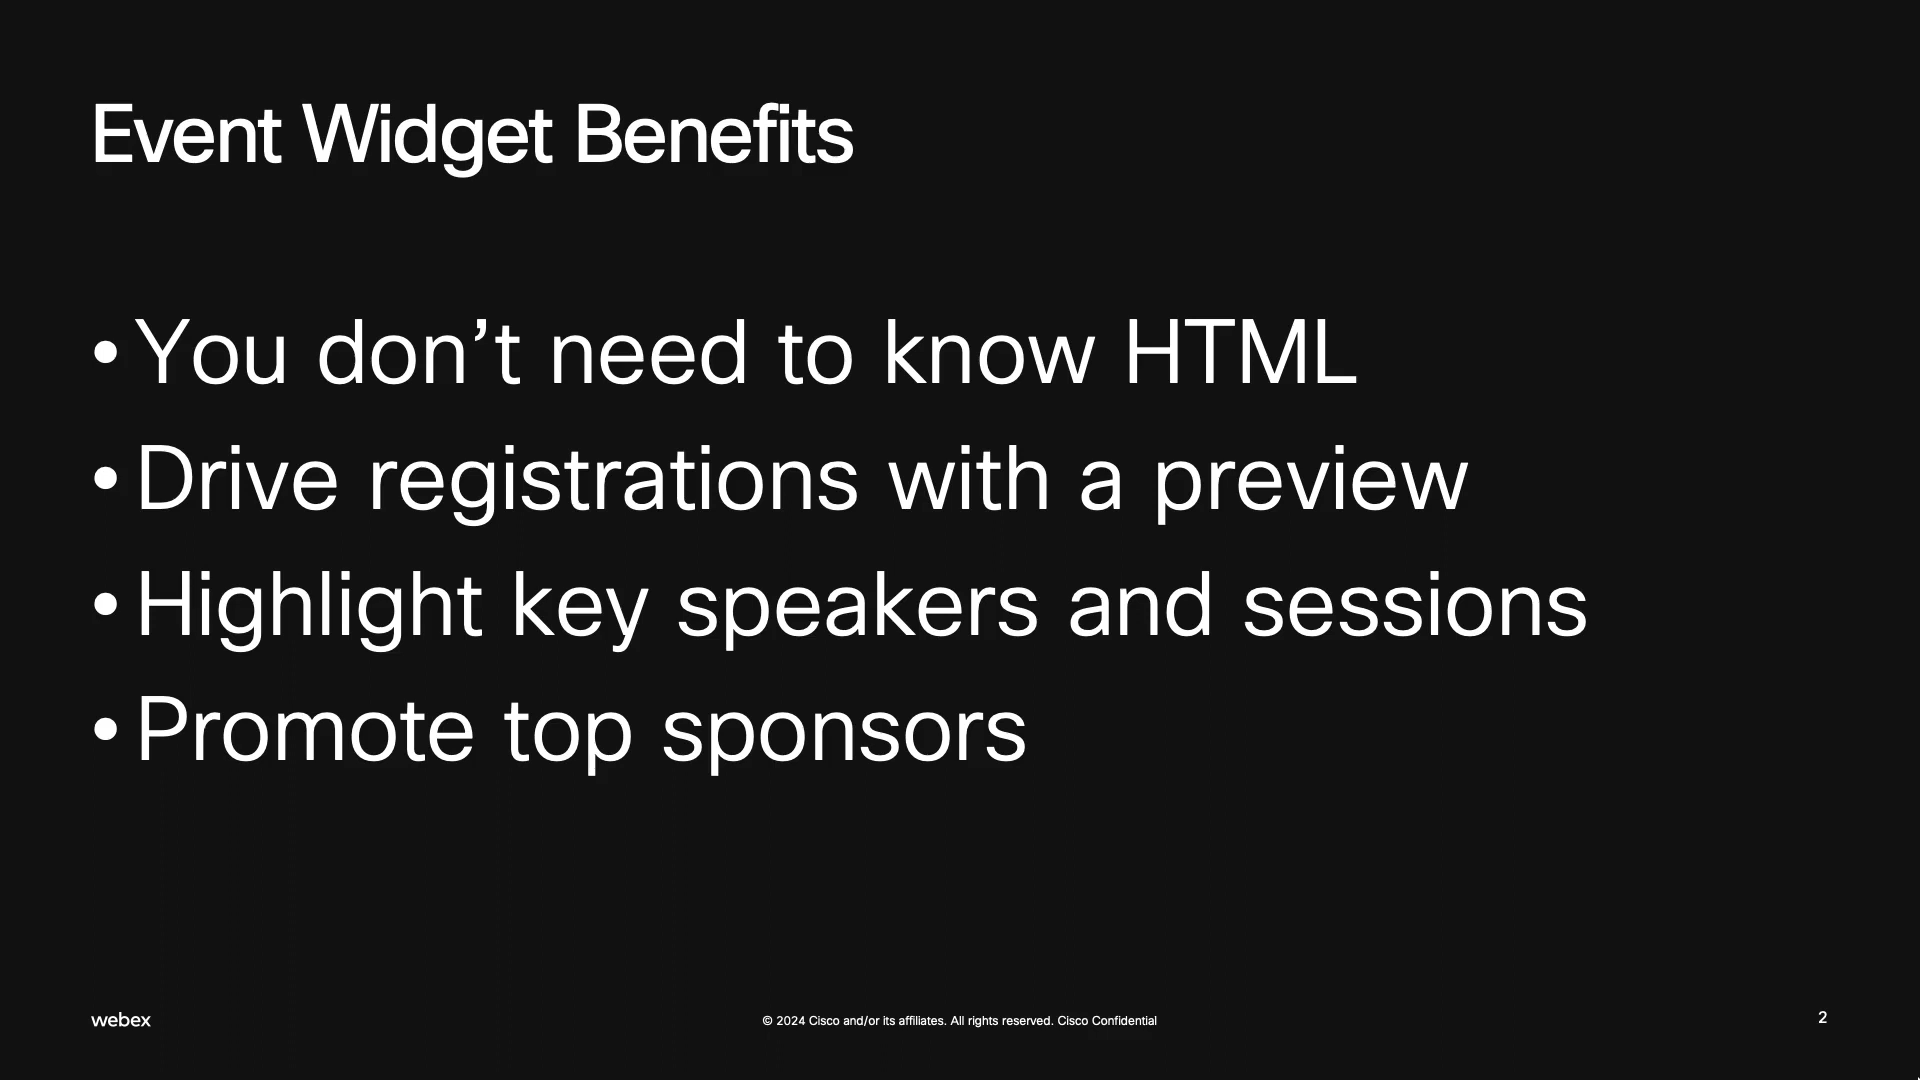 Event Widget Benefits
• You don’t need to know HTML
• Drive registrations with a preview
• Highlight key speakers and sessions
• Promote top sponsors
webex
© 2024 Cisco and/or its affiliates. All rights reserved. Cisco Confidential
2